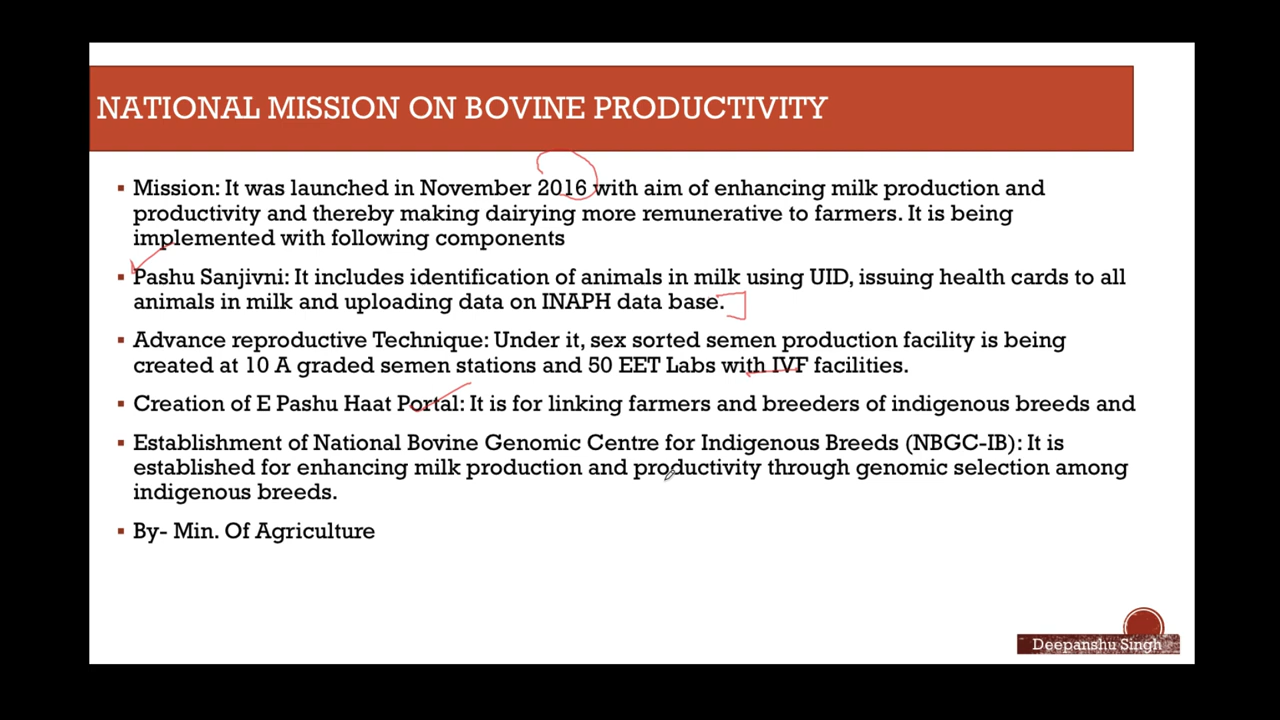 NATIONAL MISSION ON BOVINE PRODUCTIVITY
▪ Mission: It was launched in November 2016 with aim of enhancing milk production and
productivity and thereby making dairying more remunerative to farmers. It is being
implemented with following components
▪ Pashu Sanjivni: It includes identification of animals in milk using UID, issuing health cards to all
animals in milk and uploading data on INAPH data base.
▪ Advance reproductive Technique: Under it, sex sorted semen production facility is being
created at 10 A graded semen stations and 50 EET Labs with IVF facilities.
▪ Creation of E Pashu Haat Portal: It is for linking farmers and breeders of indigenous breeds and
▪ Establishment of National Bovine Genomic Centre for Indigenous Breeds (NBGC-IB): It is
established for enhancing milk production and productivity through genomic selection among
indigenous breeds.
▪ By- Min. Of Agriculture
Deepanshu Singh